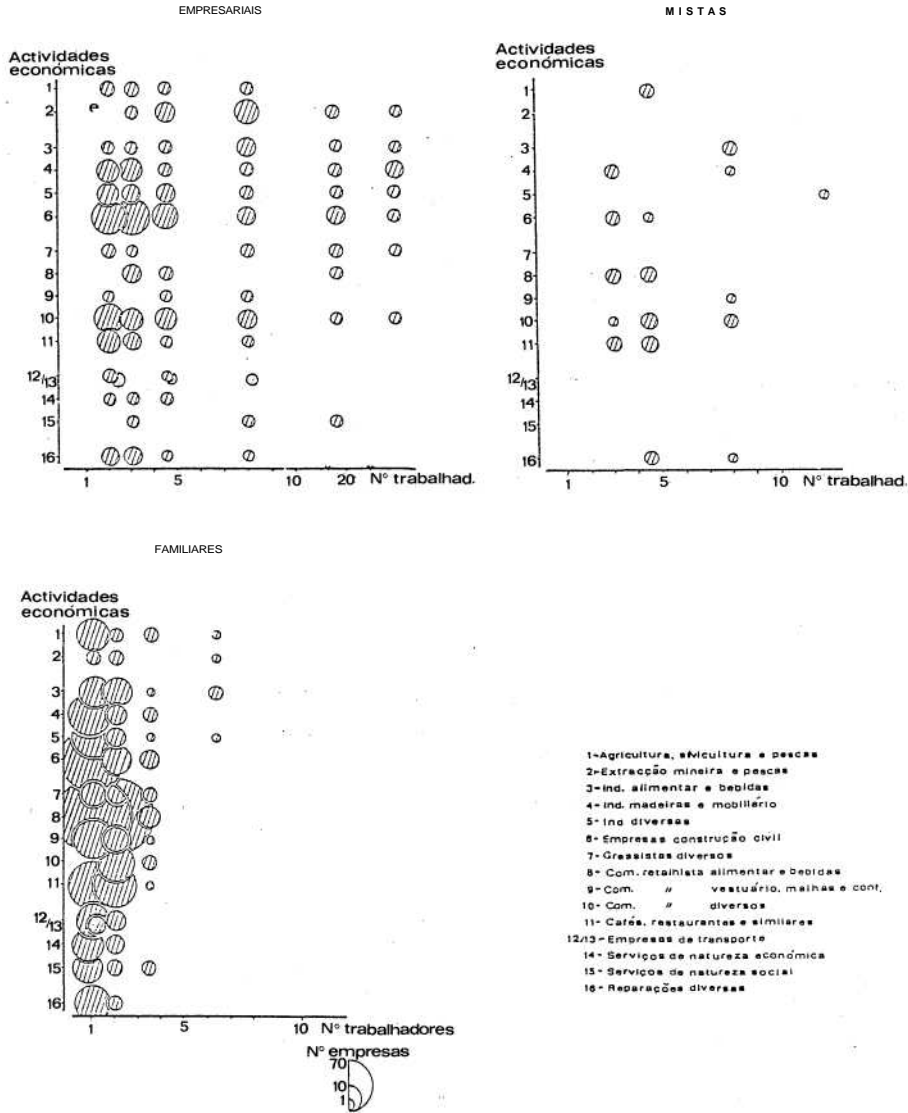 EMPRESARIAIS
Actividades
económicas
1
2
3
4
5
6
7
8
9
10
11
12/13
14
15
16
1 5 10 20 Nº trabalhad.
MISTAS
Actividades
económicas
1
2
3
4
5
6
7
8
9
10
11
12/13
14
15
16
1 5 10 Nº trabalhad.
FAMILIARES
Actividades
económicas
1
2
3
4
5
6
7
8
9
10
11
12/13
14
15
16
1 5 10 Nº trabalhadores
Nº empresas
70
10
1
1-Agricultura, silvicultura e pescas
2-Extracção mineira e pescas
3-Ind. alimentar e bebidas
4-Ind. madeiras e mobiliário
5-Ind diversas
6-Empresas construção civil
7-Grossistas diversos
8-Com. retalhista alimentar e bebidas
9-Com. " vestuário, malhas e conf.
10-Com. " diversos
11-Cafés, restaurantes e similares
12/13-Empresas de transporte
14-Serviços de natureza económica
15-Serviços de natureza social
16-Reparações diversas